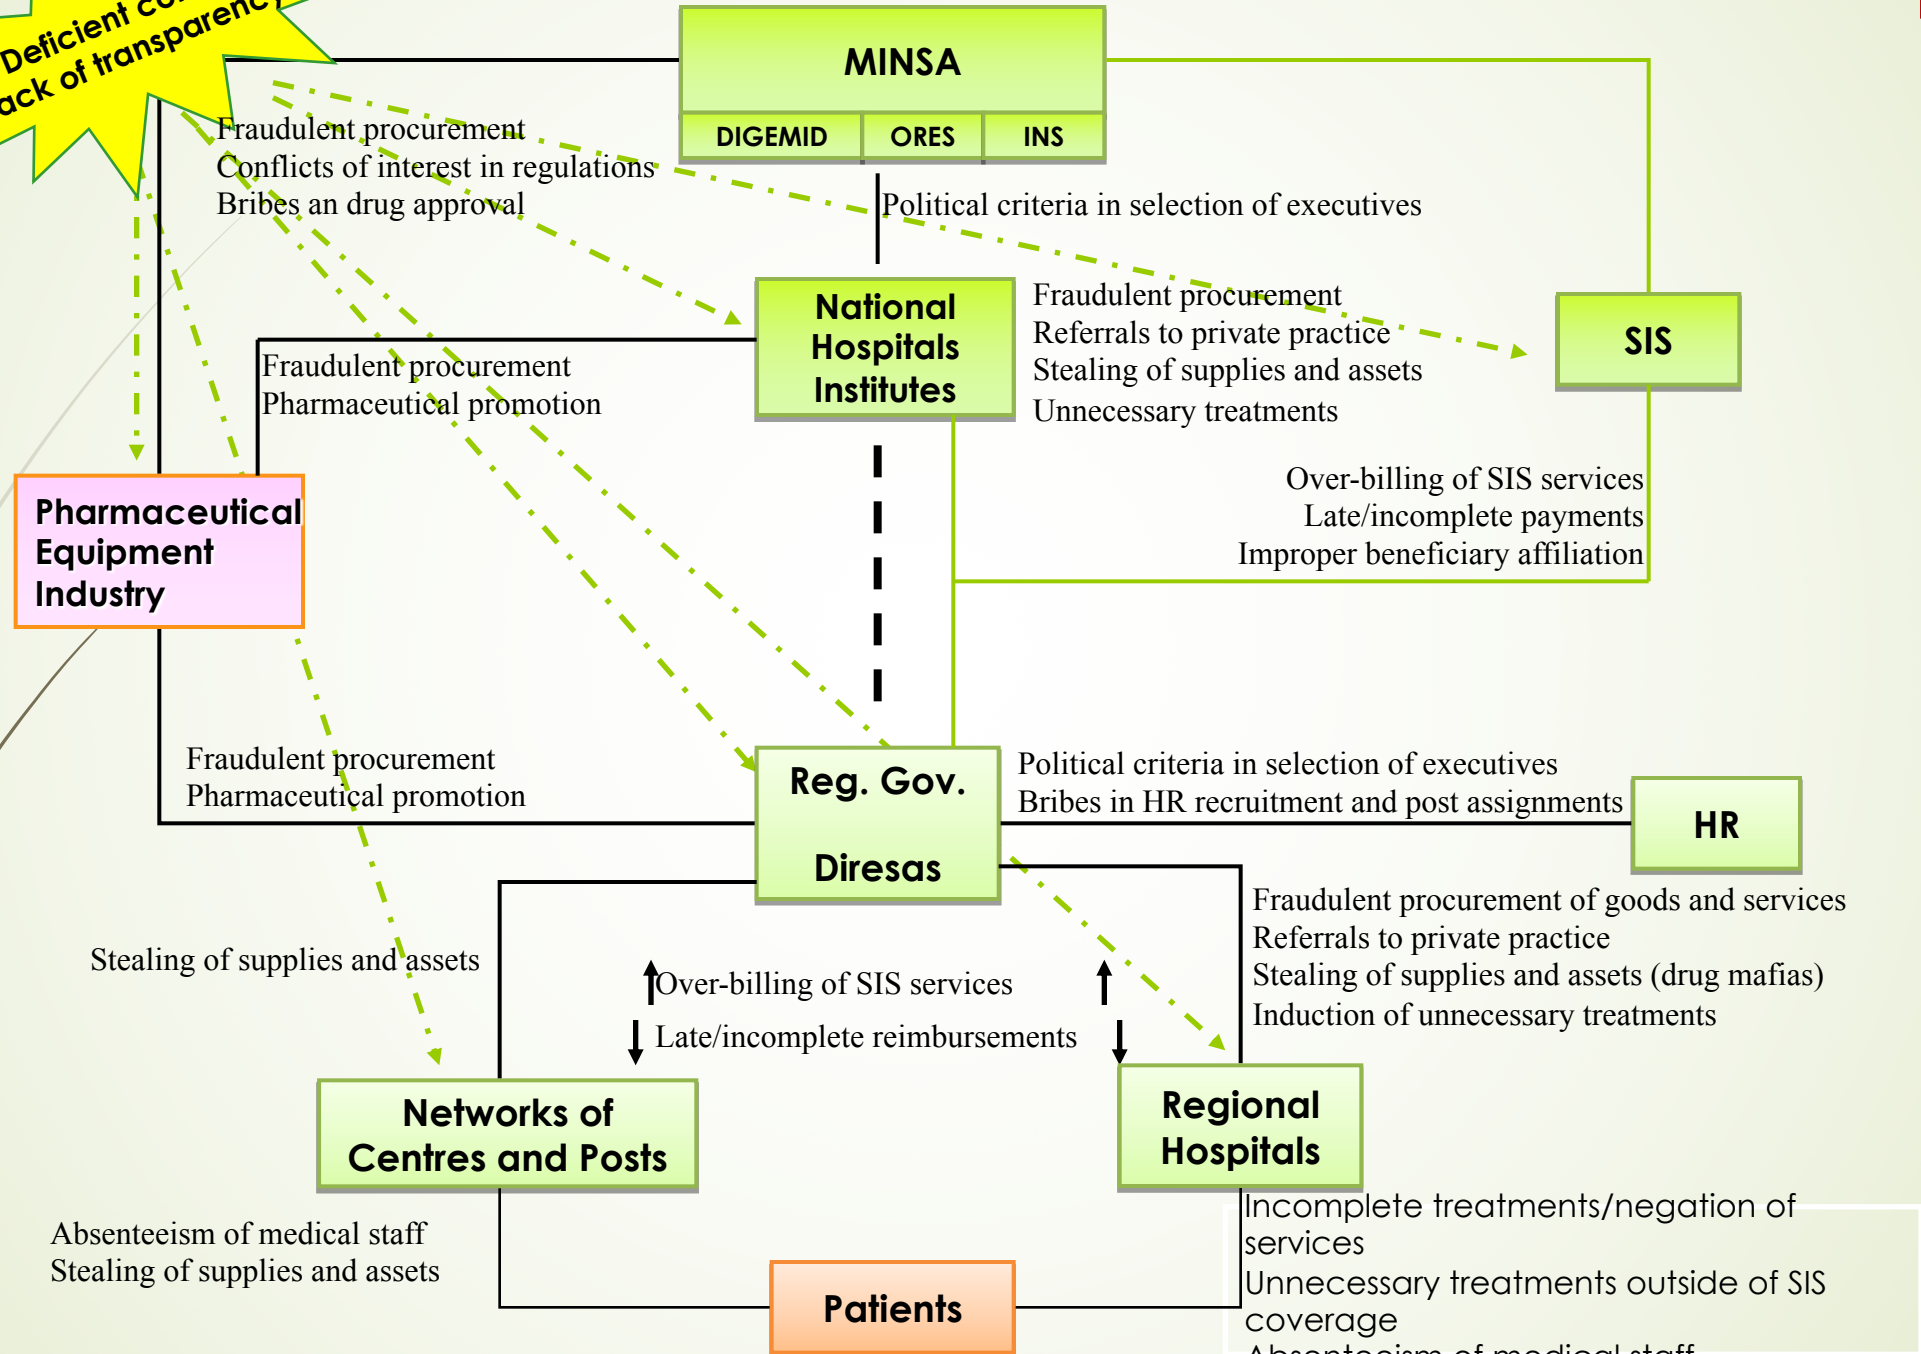 Deficient
lack of transparency
MINSA
DIGEMID
ORES
INS
Fraudulent procurement
Conflicts of interest in regulations
Bribes an drug approval
Political criteria in selection of executives
National
Hospitals
Institutes
Fraudulent procurement
Referrals to private practice
Stealing of supplies and assets
Unnecessary treatments
SIS
Fraudulent procurement
Pharmaceutical promotion
Over-billing of SIS services
Late/incomplete payments
Improper beneficiary affiliation
Pharmaceutical
Equipment
Industry
Fraudulent procurement
Pharmaceutical promotion
Reg. Gov.
Diresas
Political criteria in selection of executives
Bribes in HR recruitment and post assignments
HR
Stealing of supplies and assets
Over-billing of SIS services
Late/incomplete reimbursements
Fraudulent procurement of goods and services
Referrals to private practice
Stealing of supplies and assets (drug mafias)
Induction of unnecessary treatments
Networks of
Centres and Posts
Regional
Hospitals
Absenteeism of medical staff
Stealing of supplies and assets
Patients
Incomplete treatments/negation of
services
Unnecessary treatments outside of SIS
coverage
Absenteeism of medical staff